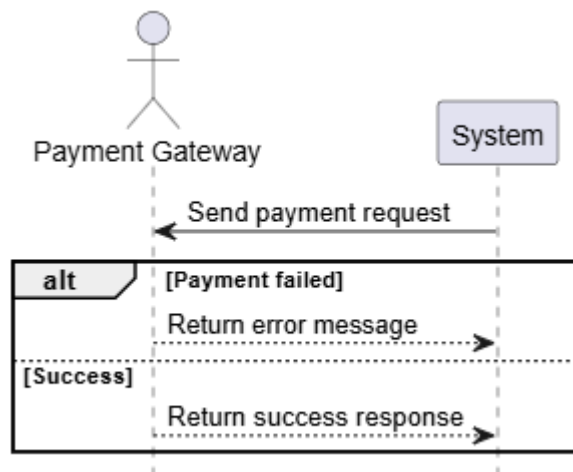 Payment Gateway
System
Send payment request
alt
[Payment failed]
Return error message
[Success]
Return success response